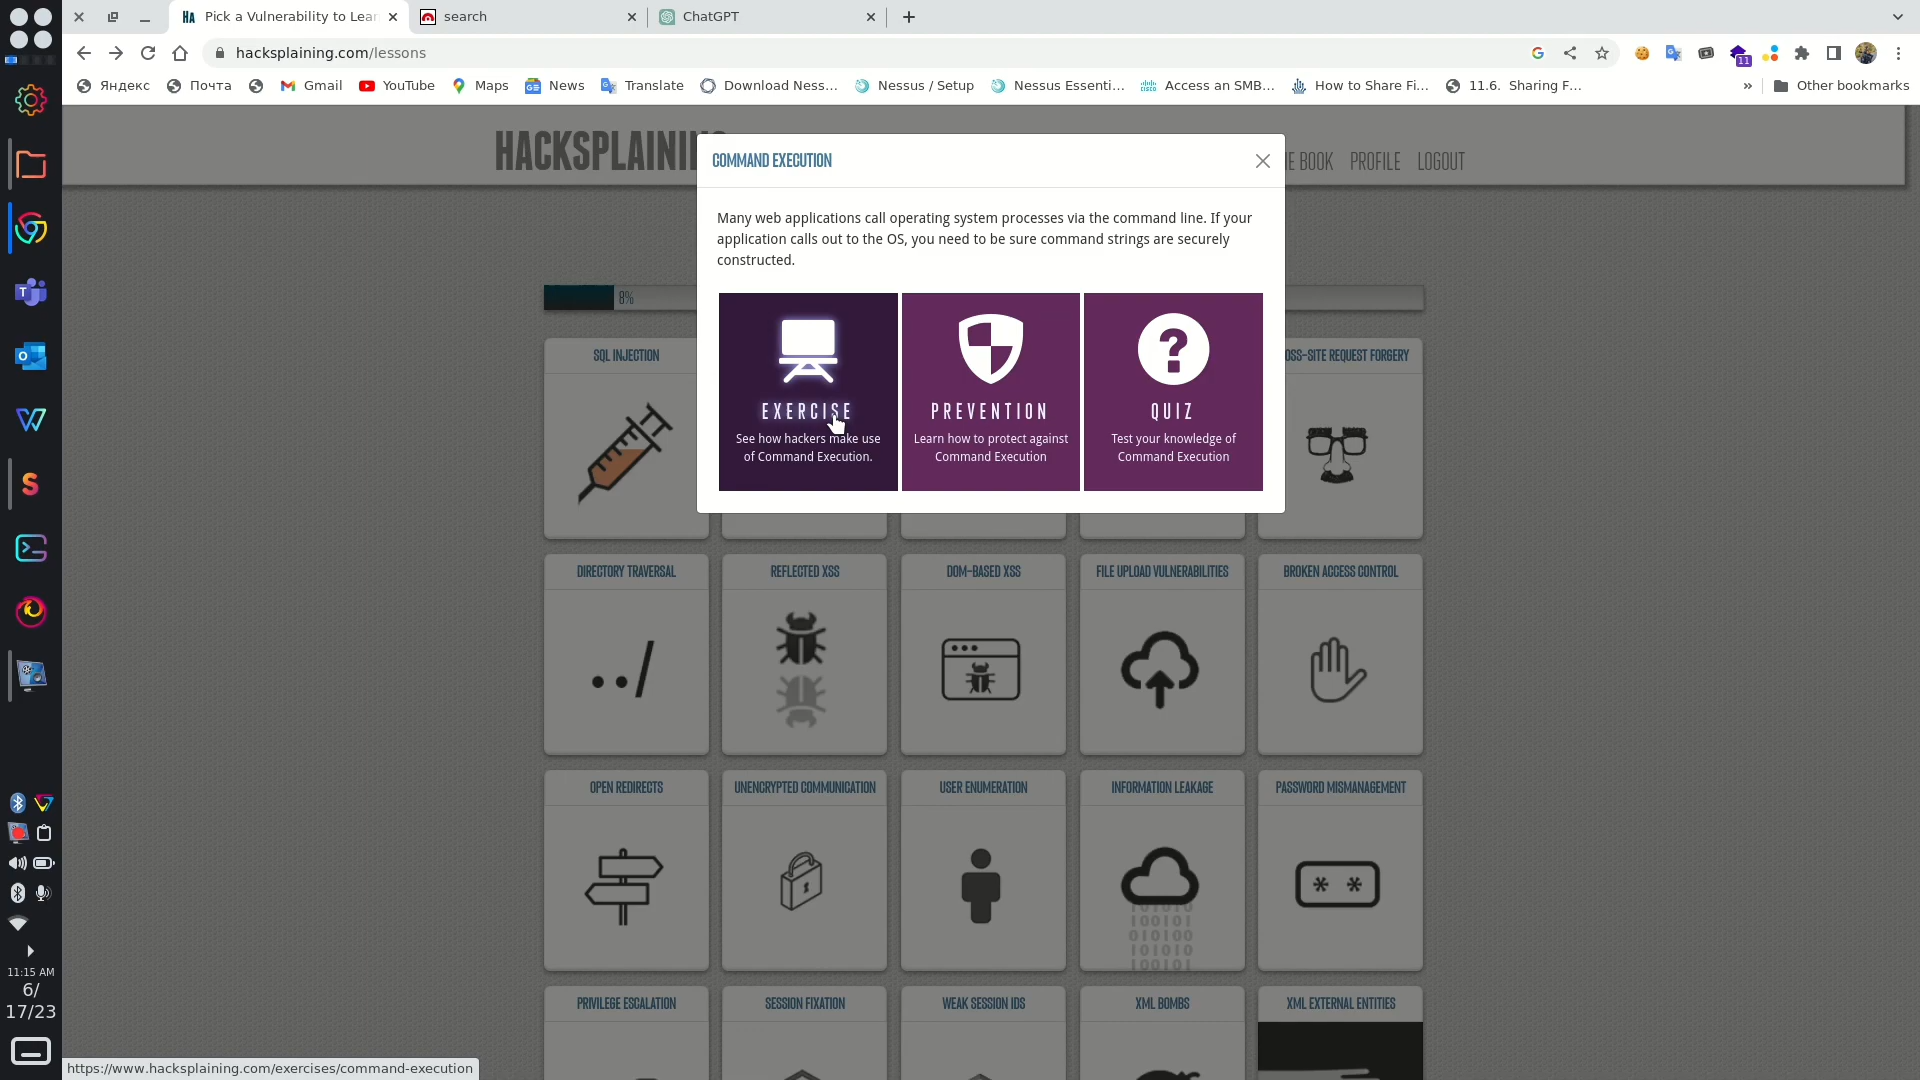 Pick a Vulnerability to Lear
search
ChatGPT
hacksplaining.com/lessons
11
Яндекс
Почта
Gmail
YouTube
Maps
News
Translate
Download Ness...
Nessus / Setup
Nessus Essenti...
Access an SMB...
How to Share Fi...
11.6. Sharing F...
»
Other bookmarks
HACKSPLAINING
THE BOOK
PROFILE
LOGOUT
COMMAND EXECUTION
Many web applications call operating system processes via the command line. If your
application calls out to the OS, you need to be sure command strings are securely
constructed.
EXERCISE
See how hackers make use
of Command Execution.
PREVENTION
Learn how to protect against
Command Execution
QUIZ
Test your knowledge of
Command Execution
8%
SQL INJECTION
OSS-SITE REQUEST FORGERY
DIRECTORY TRAVERSAL
REFLECTED XSS
DOM-BASED XSS
FILE UPLOAD VULNERABILITIES
BROKEN ACCESS CONTROL
../
OPEN REDIRECTS
UNENCRYPTED COMMUNICATION
USER ENUMERATION
INFORMATION LEAKAGE
PASSWORD MISMANAGEMENT
* *
10101
00100
010101
00101
PRIVILEGE ESCALATION
SESSION FIXATION
WEAK SESSION IDS
XML BOMBS
XML EXTERNAL ENTITIES
11:15 AM
6/
17/23
https://www.hacksplaining.com/exercises/command-execution